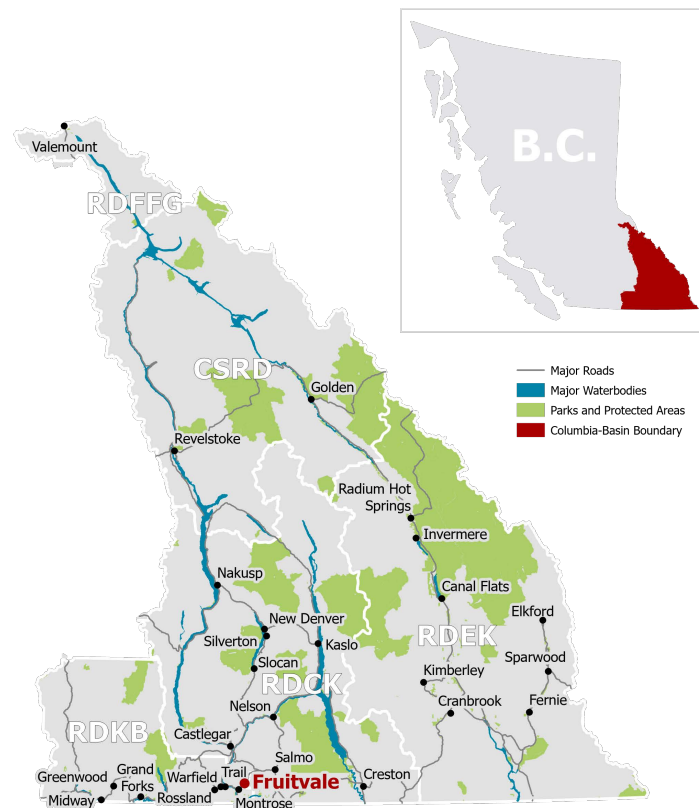 B.C.
Major Roads
Major Waterbodies
Parks and Protected Areas
Columbia-Basin Boundary
Valemount
RDFFG
CSRD
Golden
Revelstoke
Radium Hot
Springs
Invermere
Nakusp
Canal Flats
Elkford
New Denver
Silverton
Kaslo
RDEK
Slocan
Sparwood
RDCK
Kimberley
Nelson
Cranbrook
Fernie
RDKB
Castlegar
Salmo
Greenwood
Grand
Forks
Warfield
Trail
Fruitvale
Creston
Midway
Rossland
Montrose